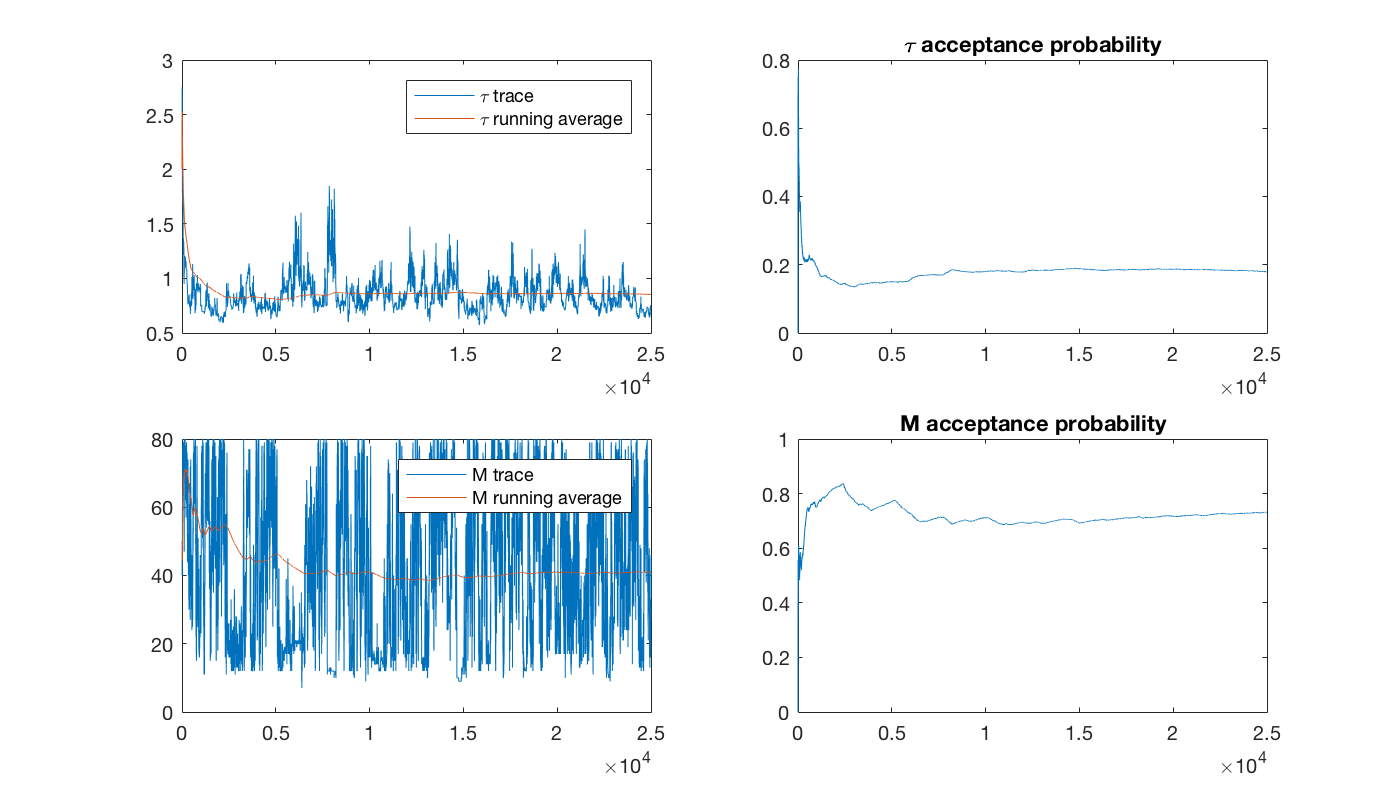 3
2.5
2
1.5
1
0.5
0 0.5 1 1.5 2 2.5
×10^4
τ trace
τ running average
τ acceptance probability
0.8
0.6
0.4
0.2
0
0 0.5 1 1.5 2 2.5
×10^4
80
60
40
20
0
0 0.5 1 1.5 2 2.5
×10^4
M trace
M running average
M acceptance probability
1
0.8
0.6
0.4
0.2
0
0 0.5 1 1.5 2 2.5
×10^4